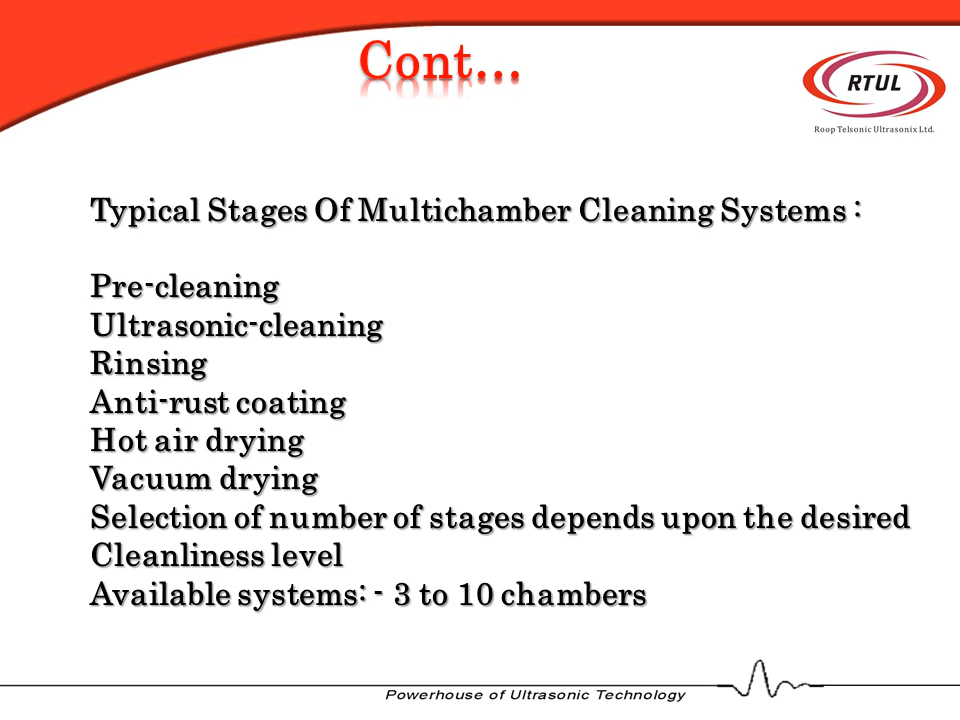 Cont...
RTUL
Roop Telsonic Ultrasonix Ltd.
Typical Stages Of Multichamber Cleaning Systems :
Pre-cleaning
Ultrasonic-cleaning
Rinsing
Anti-rust coating
Hot air drying
Vacuum drying
Selection of number of stages depends upon the desired
Cleanliness level
Available systems: - 3 to 10 chambers
Powerhouse of Ultrasonic Technology